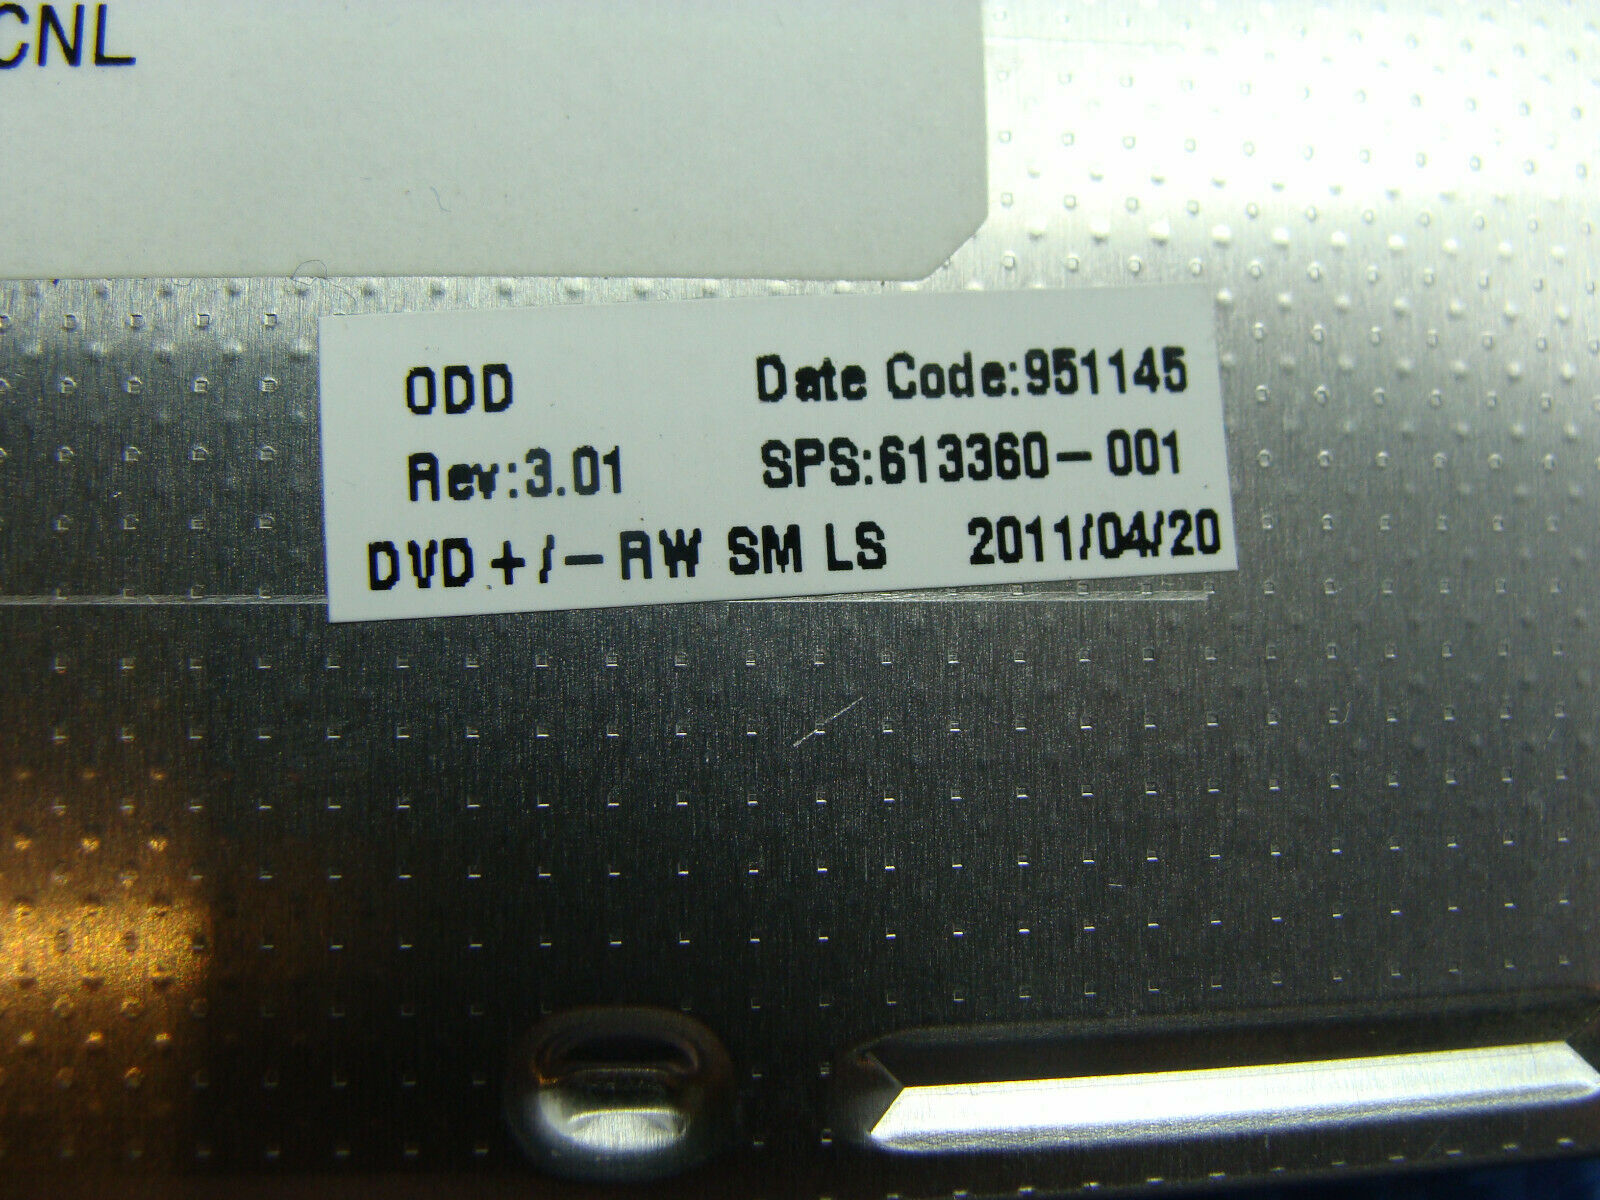 CNL
ODD Date Code:951145
Rev:3.01 SPS:613360-001
DVD+/-RW SM LS 2011/04/20